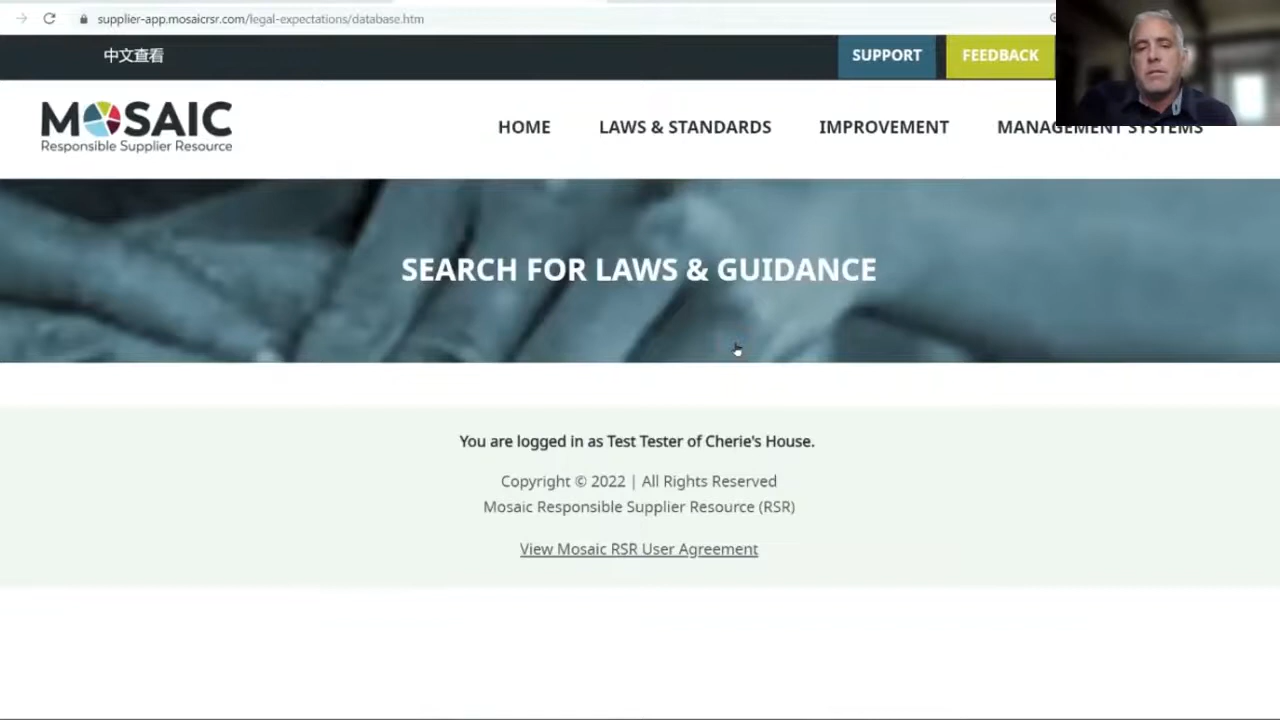 supplier-app.mosaicrsr.com/legal-expectations/database.htm
中文查看
SUPPORT
FEEDBACK
MOSAIC
Responsible Supplier Resource
HOME
LAWS & STANDARDS
IMPROVEMENT
MANAGEMENT SYSTEMS
SEARCH FOR LAWS & GUIDANCE
You are logged in as Test Tester of Cherie's House.
Copyright © 2022 | All Rights Reserved
Mosaic Responsible Supplier Resource (RSR)
View Mosaic RSR User Agreement